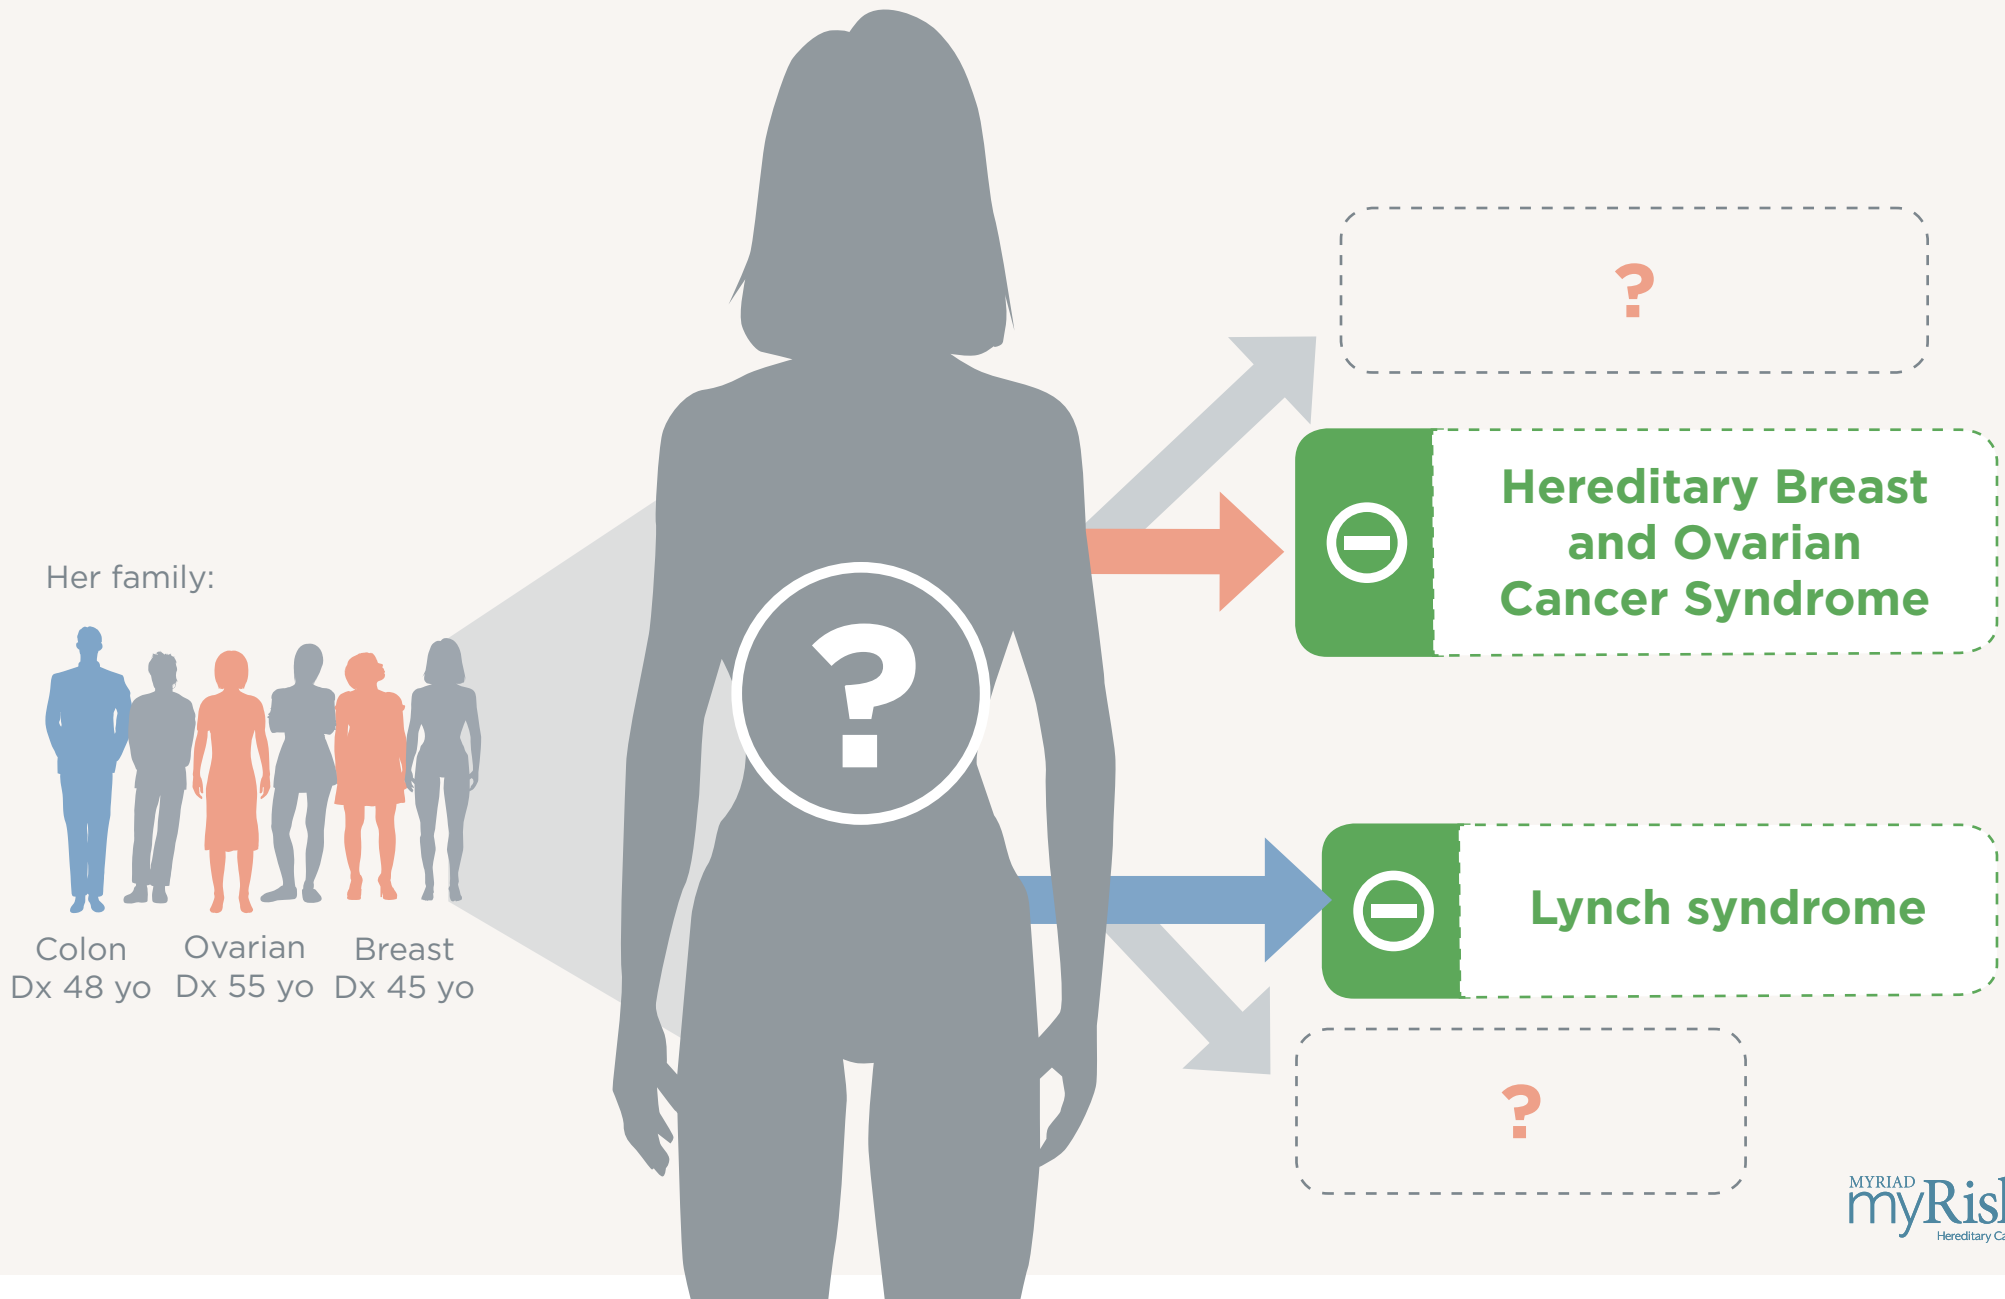 Her family:
Colon
Dx 48 yo
Ovarian
Dx 55 yo
Breast
Dx 45 yo
?
?
Hereditary Breast
and Ovarian
Cancer Syndrome
Lynch syndrome
?
MYRIAD
Hereditary